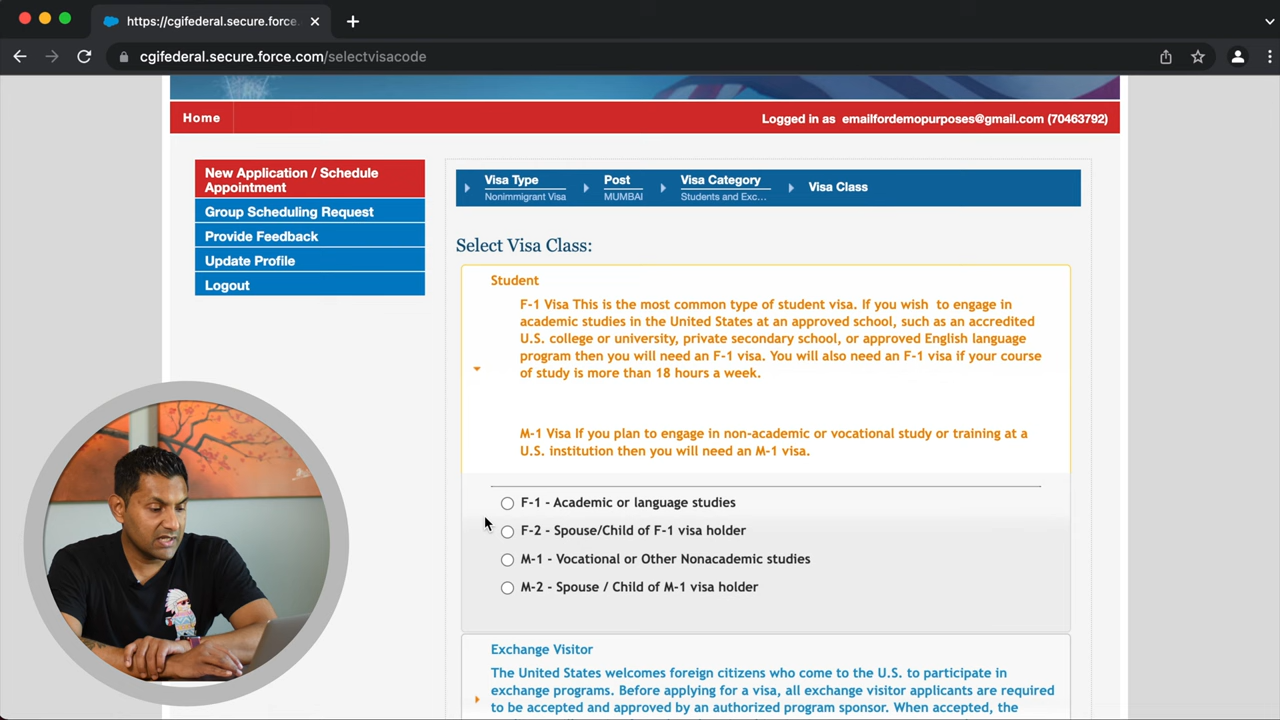 https://cgifederal.secure.force.
cgifederal.secure.force.com/selectvisacode
Home
Logged in as emailfordemopurposes@gmail.com (70463792)
New Application / Schedule
Appointment
Group Scheduling Request
Provide Feedback
Update Profile
Logout
Visa Type
Nonimmigrant Visa
Post
MUMBAI
Visa Category
Students and Exc...
Visa Class
Select Visa Class:
Student
F-1 Visa This is the most common type of student visa. If you wish to engage in
academic studies in the United States at an approved school, such as an accredited
U.S. college or university, private secondary school, or approved English language
program then you will need an F-1 visa. You will also need an F-1 visa if your course
of study is more than 18 hours a week.
M-1 Visa If you plan to engage in non-academic or vocational study or training at a
U.S. institution then you will need an M-1 visa.
F-1 - Academic or language studies
F-2 - Spouse/Child of F-1 visa holder
M-1 - Vocational or Other Nonacademic studies
M-2 - Spouse / Child of M-1 visa holder
Exchange Visitor
The United States welcomes foreign citizens who come to the U.S. to participate in
exchange programs. Before applying for a visa, all exchange visitor applicants are required
to be accepted and approved by an authorized program sponsor. When accepted, the